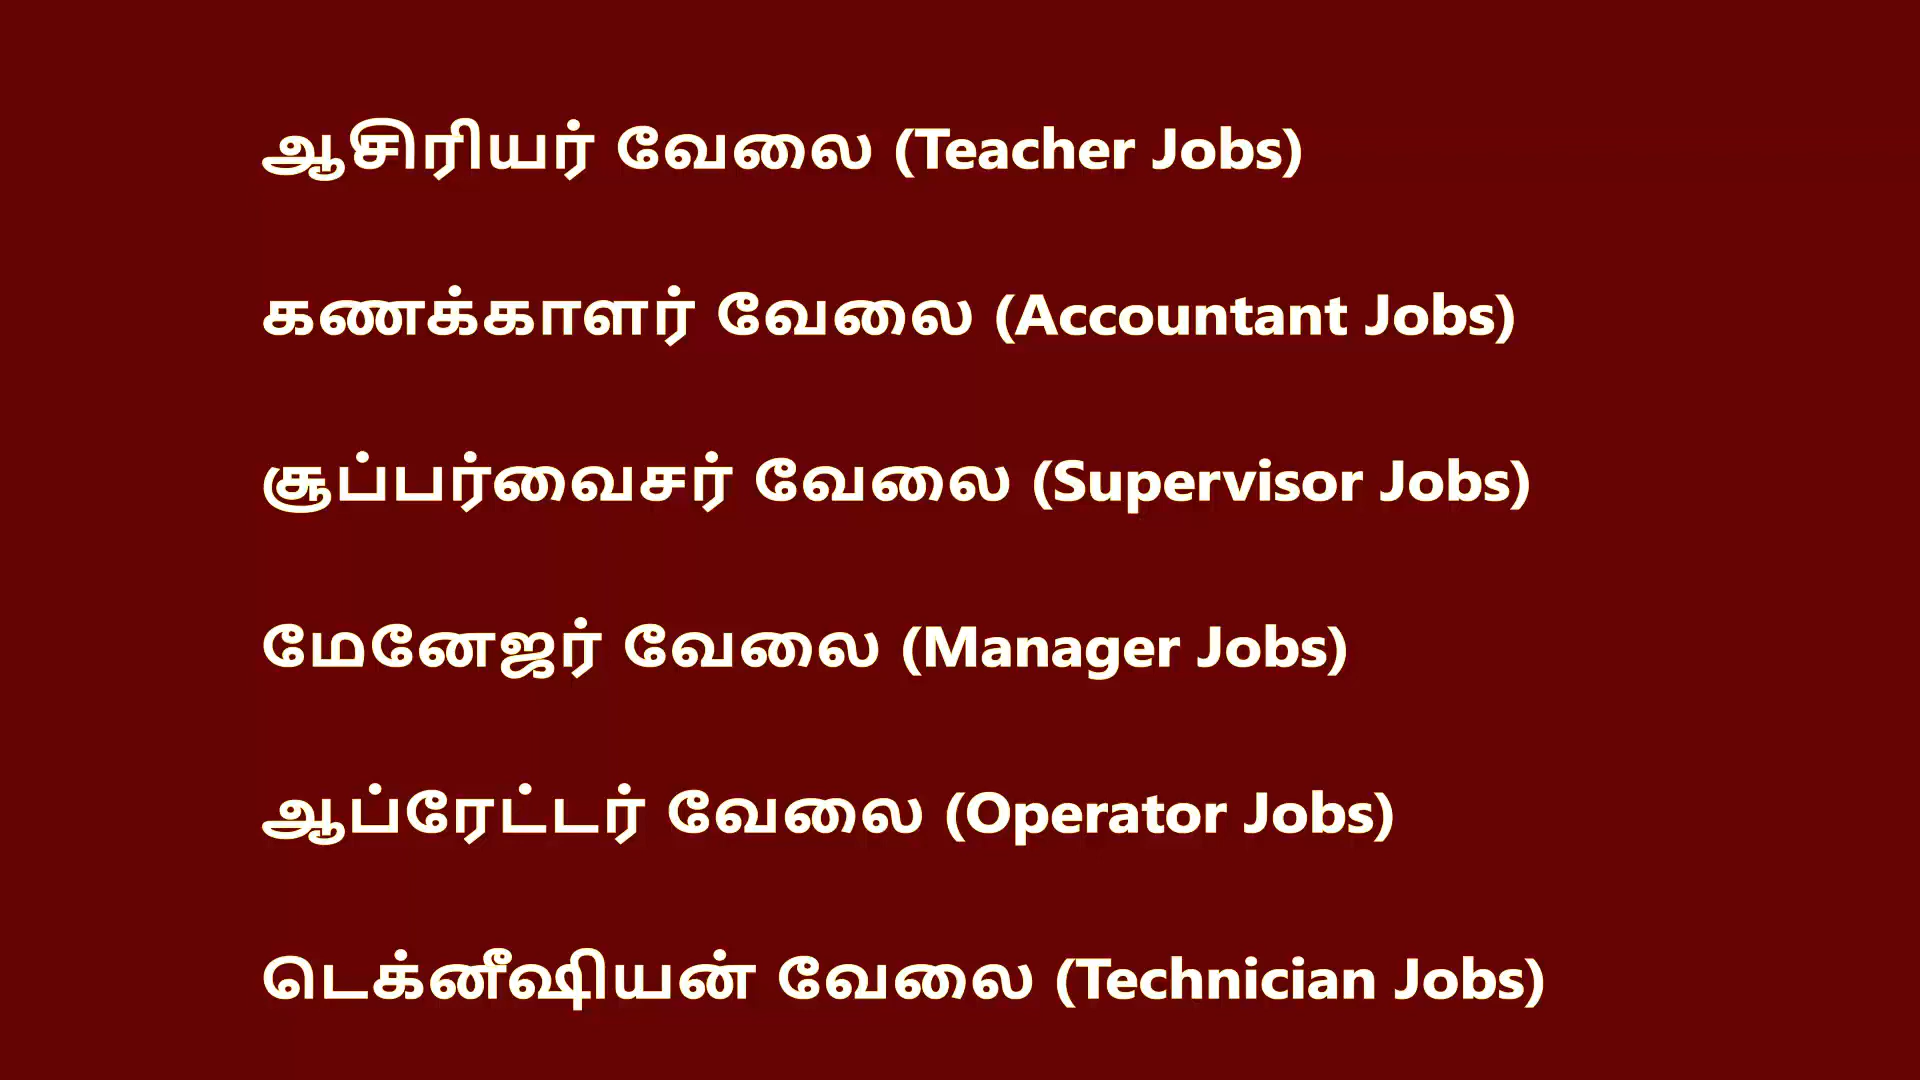 ஆசிரியர் வேலை (Teacher Jobs)
கணக்காளர் வேலை (Accountant Jobs)
சூப்பர்வைசர் வேலை (Supervisor Jobs)
மேனேஜர் வேலை (Manager Jobs)
ஆப்ரேட்டர் வேலை (Operator Jobs)
டெக்னீஷியன் வேலை (Technician Jobs)